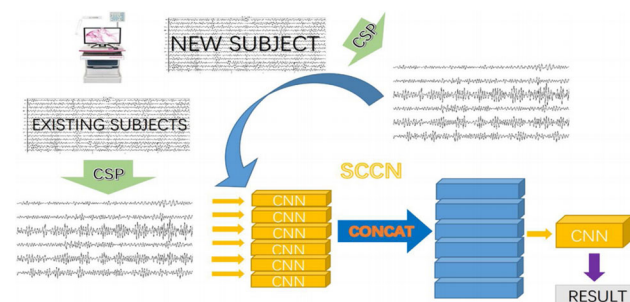 NEW SUBJECT
CSP
EXISTING SUBJECTS
CSP
SCCN
CNN
CNN
CNN
CNN
CNN
CNN
CONCAT
CNN
RESULT